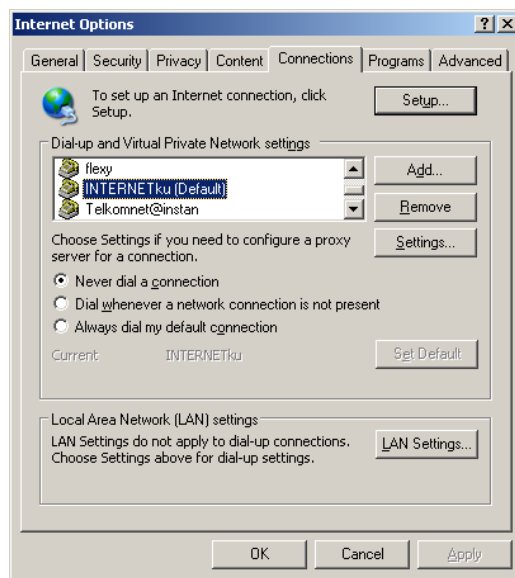 Internet Options
General Security Privacy Content Connections Programs Advanced
To set up an Internet connection, click
Setup.
Setup...
Dial-up and Virtual Private Network settings
flexy
INTERNETku (Default)
Telkomnet@instan
Add...
Remove
Choose Settings if you need to configure a proxy
server for a connection.
Settings...
Never dial a connection
Dial whenever a network connection is not present
Always dial my default connection
Current INTERNETku
Set Default
Local Area Network (LAN) settings
LAN Settings do not apply to dial-up connections.
Choose Settings above for dial-up settings.
LAN Settings...
OK Cancel Apply